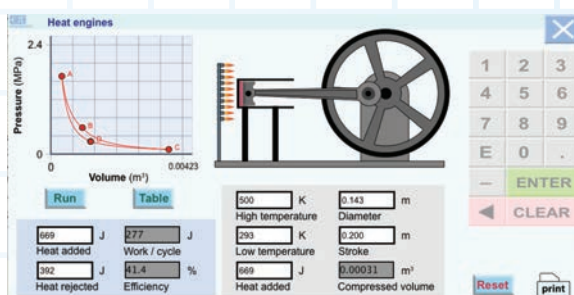 Heat engines
2.4
Pressure (MPa)
A
B
D
C
0
0
0.00423
Volume (m³)
Run
Table
669 J
Heat added
277 J
Work / cycle
392 J
Heat rejected
41.4 %
Efficiency
500 K
High temperature
0.143 m
Diameter
293 K
Low temperature
0.200 m
Stroke
669 J
Heat added
0.00031 m³
Compressed volume
1 2 3
4 5 6
7 8 9
E 0 .
− ENTER
CLEAR
Reset
print